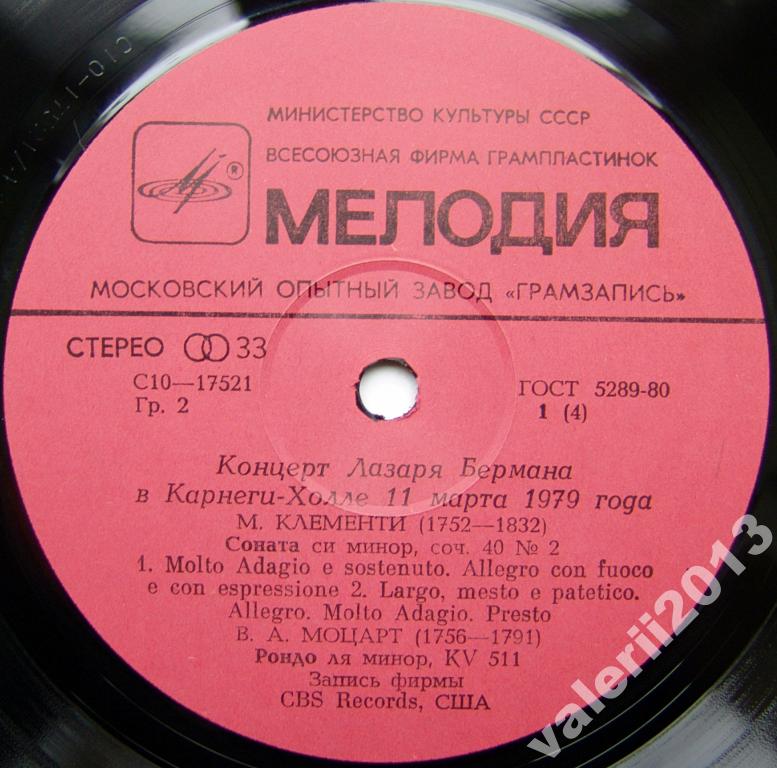 МИНИСТЕРСТВО КУЛЬТУРЫ СССР
ВСЕСОЮЗНАЯ ФИРМА ГРАМПЛАСТИНОК
®
МЕЛОДИЯ
МОСКОВСКИЙ ОПЫТНЫЙ ЗАВОД «ГРАМЗАПИСЬ»
СТЕРЕО 33
С10—17521
ГОСТ 5289-80
Гр. 2
1 (4)
Концерт Лазаря Бермана
в Карнеги-Холле 11 марта 1979 года
М. КЛЕМЕНТИ (1752—1832)
Соната си минор, соч. 40 № 2
1. Molto Adagio e sostenuto. Allegro con fuoco
e con espressione 2. Largo, mesto e patetico.
Allegro. Molto Adagio. Presto
В. А. МОЦАРТ (1756—1791)
Рондо ля минор, KV 511
Запись фирмы
CBS Records, США
valerii2013